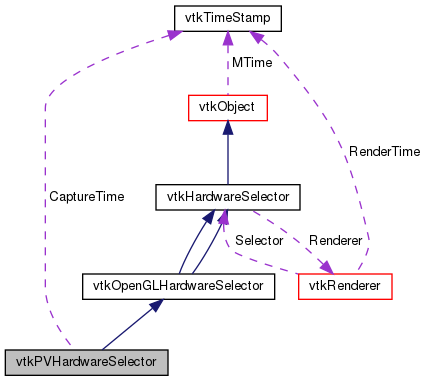 vtkTimeStamp
MTime
vtkObject
RenderTime
CaptureTime
vtkHardwareSelector
Selector
Renderer
vtkOpenGLHardwareSelector
vtkRenderer
vtkPVHardwareSelector